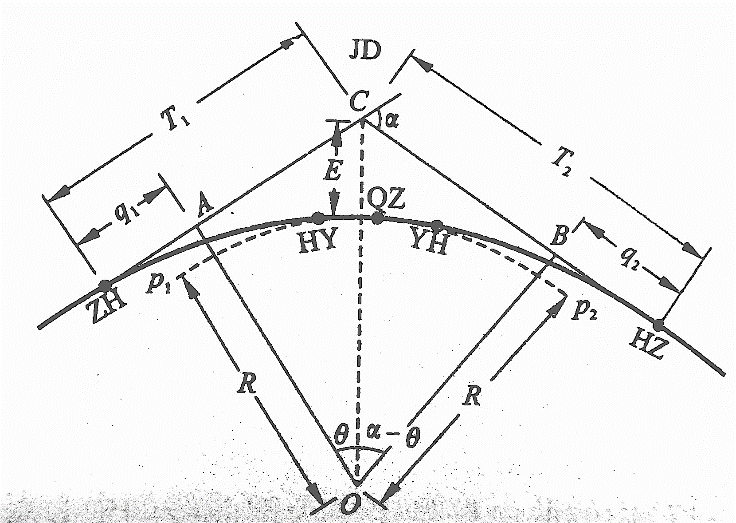 JD
T₁
C
α
E
T₂
q₁
A
HY
QZ
YH
B
q₂
ZH
p₁
p₂
HZ
R
R
θ
α − θ
O